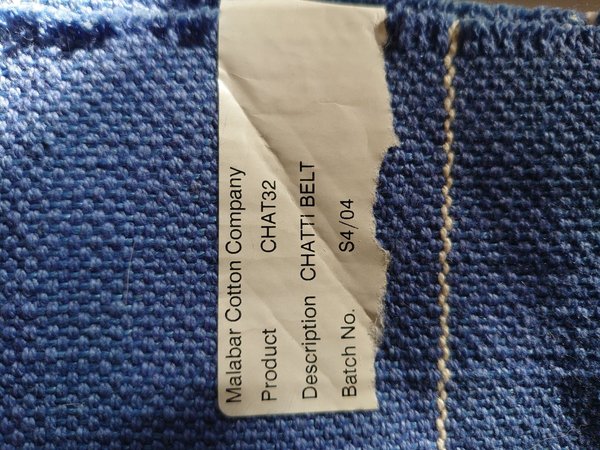 Malabar Cotton Company
Product CHAT32
Description CHATTI BELT
Batch No. S4/04